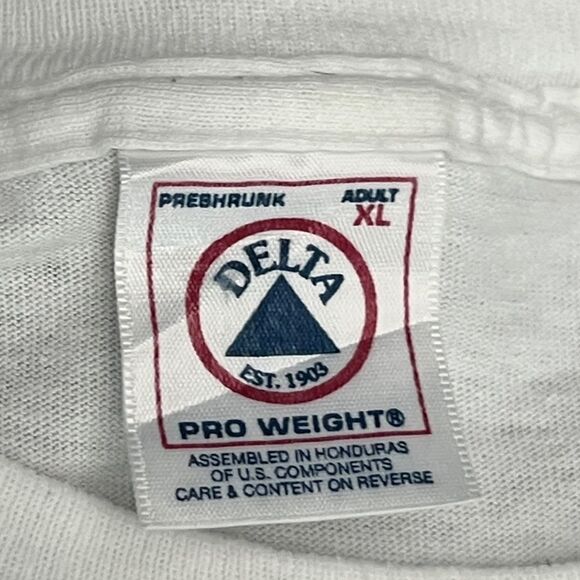 PRESHRUNK
ADULT
XL
DELTA
EST. 1903
PRO WEIGHT®
ASSEMBLED IN HONDURAS
OF U.S. COMPONENTS
CARE & CONTENT ON REVERSE